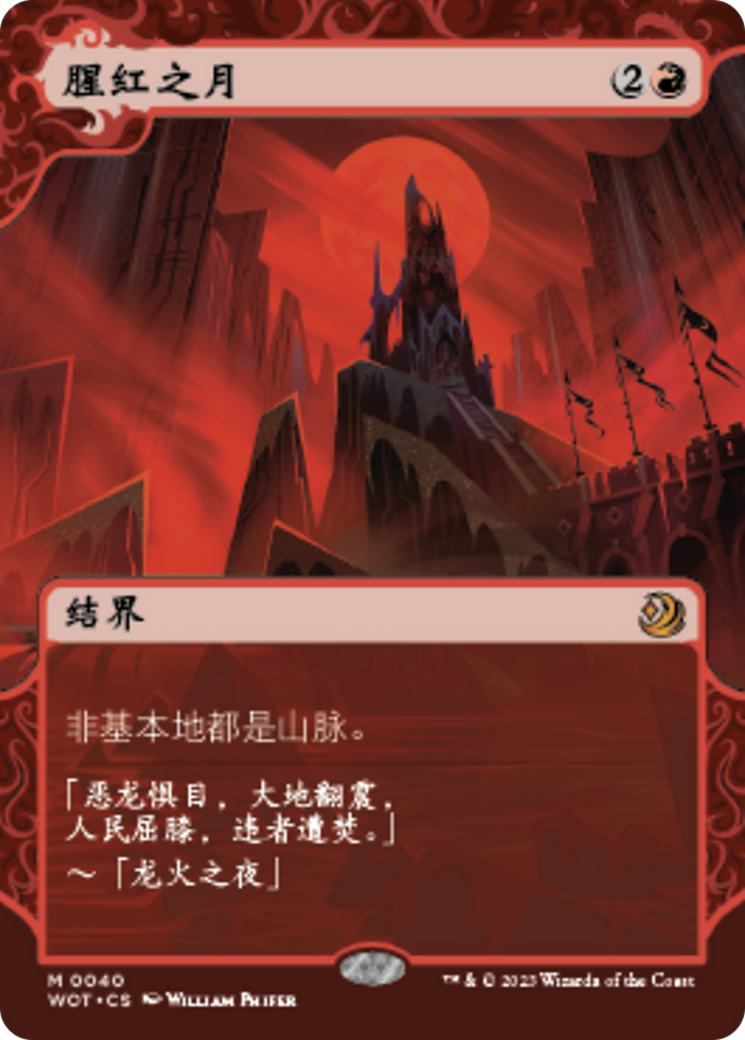 腥红之月
2
结界
非基本地都是山脉。
「恶龙惧目，大地翻震，
人民屈膝，违者遭焚。」
～「龙火之夜」
M 0040
WOT • CS WILLIAM PHIFER
™ & © 2023 Wizards of the Coast